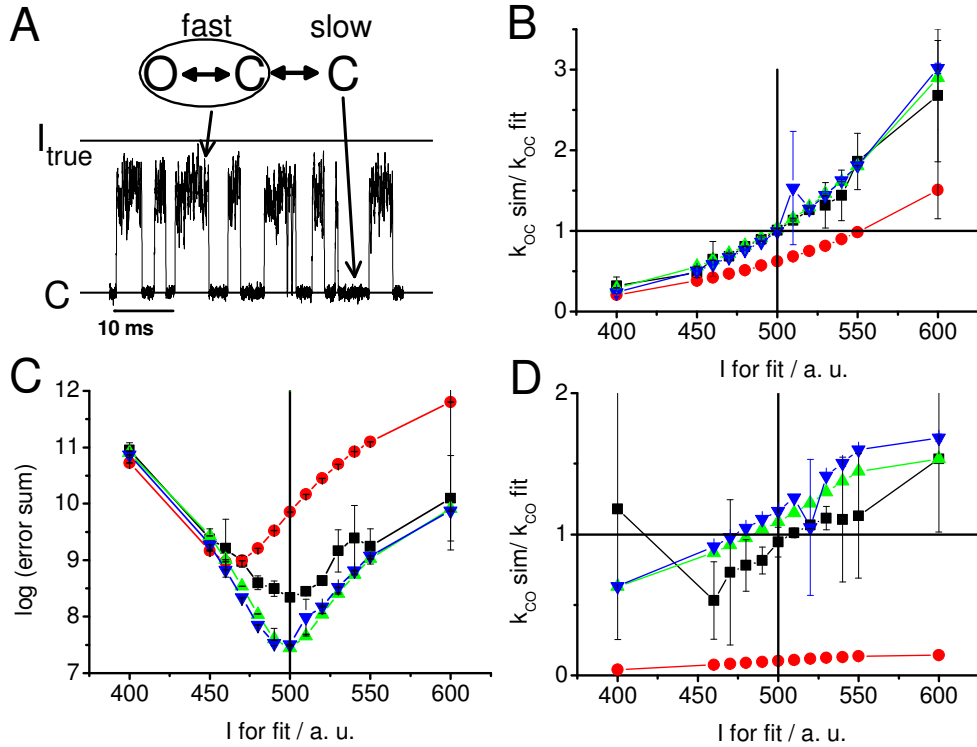 A
fast slow
O C C
I true
C
10 ms
B
k OC sim/ k OC fit
3
2
1
0
400 450 500 550 600
I for fit / a. u.
C
log (error sum)
12
11
10
9
8
7
400 450 500 550 600
I for fit / a. u.
D
k CO sim/ k CO fit
2
1
0
400 450 500 550 600
I for fit / a. u.